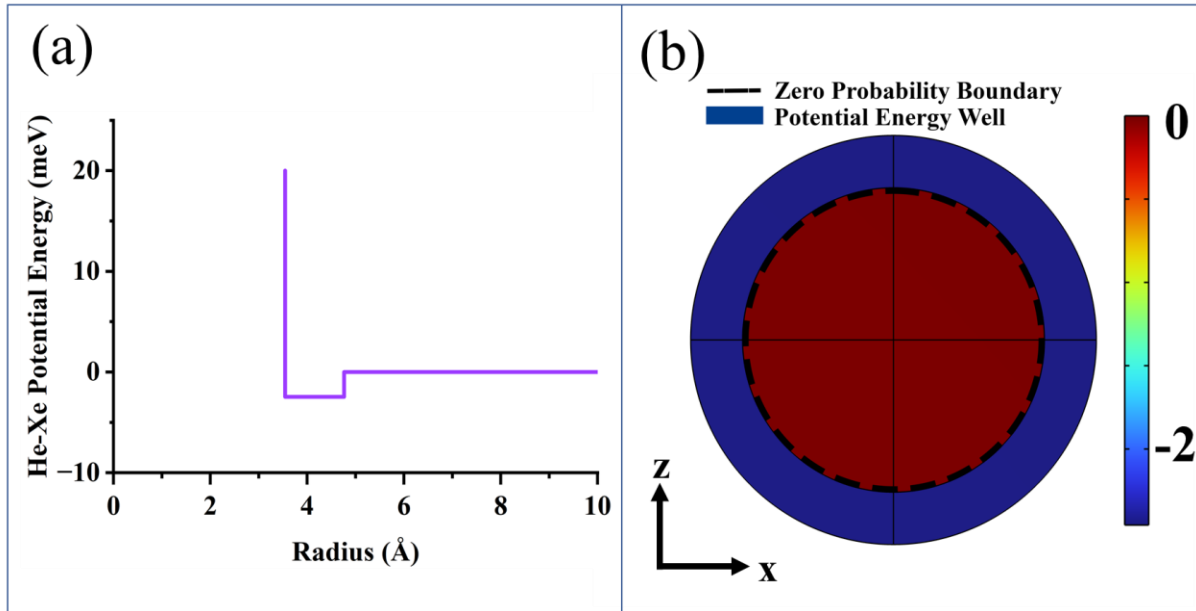 (a)
He-Xe Potential Energy (meV)
20
10
0
−10
0 2 4 6 8 10
Radius (Å)
(b)
Zero Probability Boundary
Potential Energy Well
0
-2
z
x